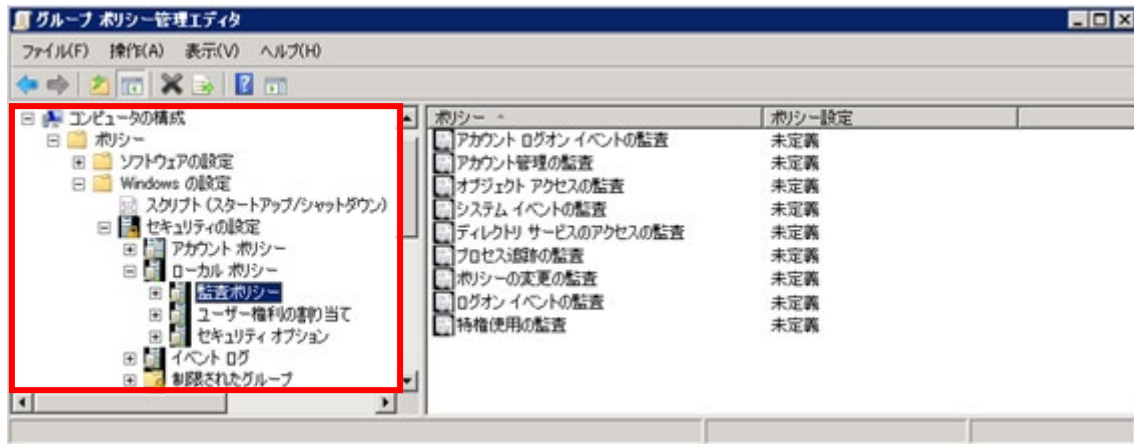 グループ ポリシー管理エディタ
ファイル(F) 操作(A) 表示(V) ヘルプ(H)
コンピュータの構成
ポリシー
ソフトウェアの設定
Windows の設定
スクリプト (スタートアップ/シャットダウン)
セキュリティの設定
アカウント ポリシー
ローカル ポリシー
監査ポリシー
ユーザー権利の割り当て
セキュリティ オプション
イベント ログ
制限されたグループ
ポリシー ポリシー設定
アカウント ログオン イベントの監査 未定義
アカウント管理の監査 未定義
オブジェクト アクセスの監査 未定義
システム イベントの監査 未定義
ディレクトリ サービスのアクセスの監査 未定義
プロセス追跡の監査 未定義
ポリシーの変更の監査 未定義
ログオン イベントの監査 未定義
特権使用の監査 未定義